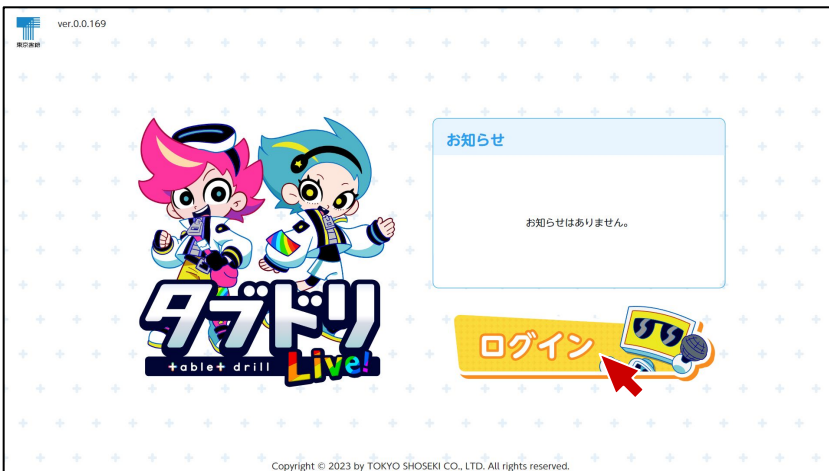 ver.0.0.169
東京書籍
お知らせ
お知らせはありません。
タブドリ
tablet drill
Live!
ログイン
Copyright © 2023 by TOKYO SHOSEKI CO., LTD. All rights reserved.